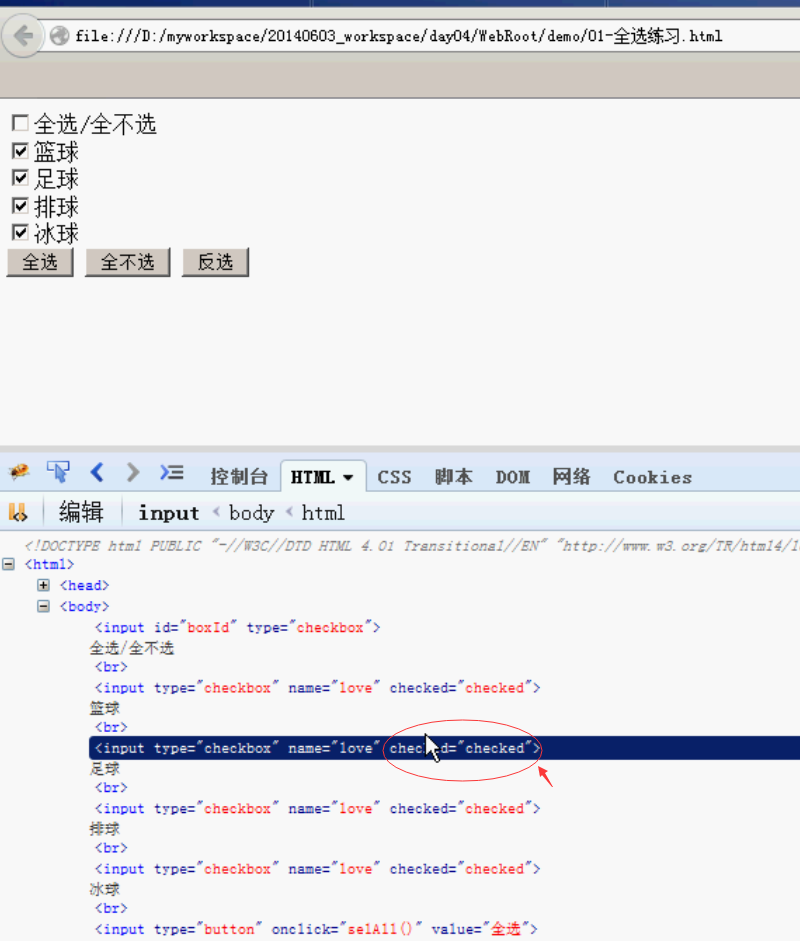 file:///D:/myworkspace/20140603_workspace/day04/WebRoot/demo/01-全选练习.html
全选/全不选
篮球
足球
排球
冰球
全选 全不选 反选
控制台 HTML CSS 脚本 DOM 网络 Cookies
编辑 input < body < html
<!DOCTYPE html PUBLIC "-//W3C//DTD HTML 4.01 Transitional//EN" "http://www.w3.org/TR/html4/
<html>
<head>
<body>
<input id="boxId" type="checkbox">
全选/全不选
<br>
<input type="checkbox" name="love" checked="checked">
篮球
<br>
<input type="checkbox" name="love" checked="checked">
足球
<br>
<input type="checkbox" name="love" checked="checked">
排球
<br>
<input type="checkbox" name="love" checked="checked">
冰球
<br>
<input type="button" onclick="selAll()" value="全选">